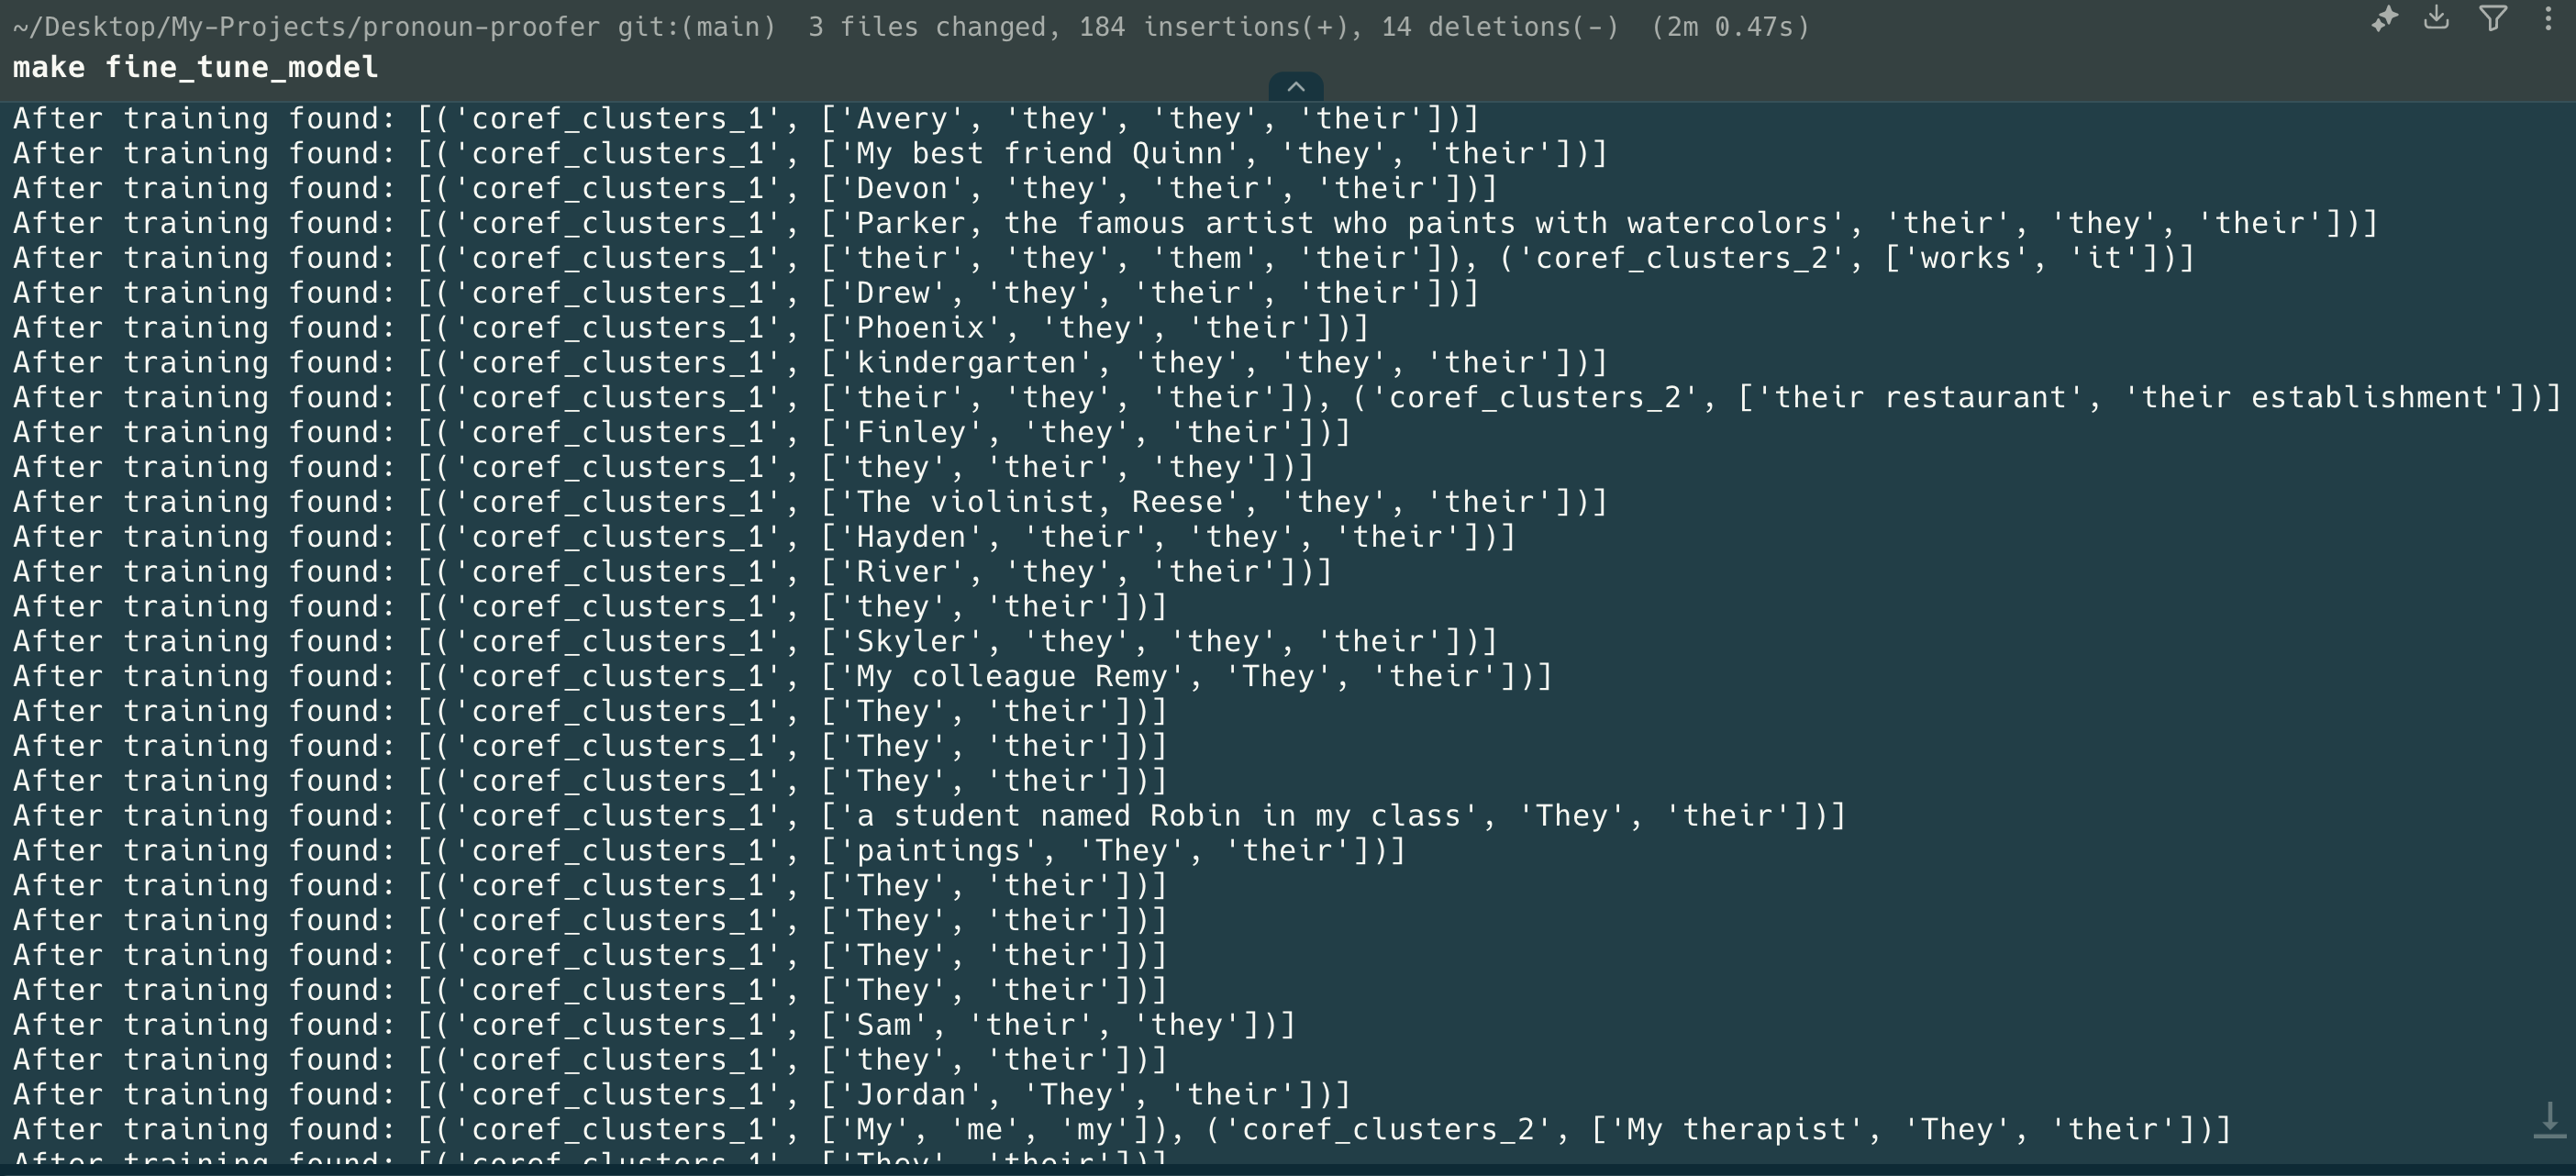 ~/Desktop/My-Projects/pronoun-proofer git:(main)  3 files changed, 184 insertions(+), 14 deletions(-)  (2m 0.47s)
make fine_tune_model
After training found: [('coref_clusters_1', ['Avery', 'they', 'they', 'their'])]
After training found: [('coref_clusters_1', ['My best friend Quinn', 'they', 'their'])]
After training found: [('coref_clusters_1', ['Devon', 'they', 'their', 'their'])]
After training found: [('coref_clusters_1', ['Parker, the famous artist who paints with watercolors', 'their', 'they', 'their'])]
After training found: [('coref_clusters_1', ['their', 'they', 'them', 'their']), ('coref_clusters_2', ['works', 'it'])]
After training found: [('coref_clusters_1', ['Drew', 'they', 'their', 'their'])]
After training found: [('coref_clusters_1', ['Phoenix', 'they', 'their'])]
After training found: [('coref_clusters_1', ['kindergarten', 'they', 'they', 'their'])]
After training found: [('coref_clusters_1', ['their', 'they', 'their']), ('coref_clusters_2', ['their restaurant', 'their establishment'])]
After training found: [('coref_clusters_1', ['Finley', 'they', 'their'])]
After training found: [('coref_clusters_1', ['they', 'their', 'they'])]
After training found: [('coref_clusters_1', ['The violinist, Reese', 'they', 'their'])]
After training found: [('coref_clusters_1', ['Hayden', 'their', 'they', 'their'])]
After training found: [('coref_clusters_1', ['River', 'they', 'their'])]
After training found: [('coref_clusters_1', ['they', 'their'])]
After training found: [('coref_clusters_1', ['Skyler', 'they', 'they', 'their'])]
After training found: [('coref_clusters_1', ['My colleague Remy', 'They', 'their'])]
After training found: [('coref_clusters_1', ['They', 'their'])]
After training found: [('coref_clusters_1', ['They', 'their'])]
After training found: [('coref_clusters_1', ['They', 'their'])]
After training found: [('coref_clusters_1', ['a student named Robin in my class', 'They', 'their'])]
After training found: [('coref_clusters_1', ['paintings', 'They', 'their'])]
After training found: [('coref_clusters_1', ['They', 'their'])]
After training found: [('coref_clusters_1', ['They', 'their'])]
After training found: [('coref_clusters_1', ['They', 'their'])]
After training found: [('coref_clusters_1', ['They', 'their'])]
After training found: [('coref_clusters_1', ['Sam', 'their', 'they'])]
After training found: [('coref_clusters_1', ['they', 'their'])]
After training found: [('coref_clusters_1', ['Jordan', 'They', 'their'])]
After training found: [('coref_clusters_1', ['My', 'me', 'my']), ('coref_clusters_2', ['My therapist', 'They', 'their'])]
After training found: [('coref_clusters_1', ['They', 'their'])]